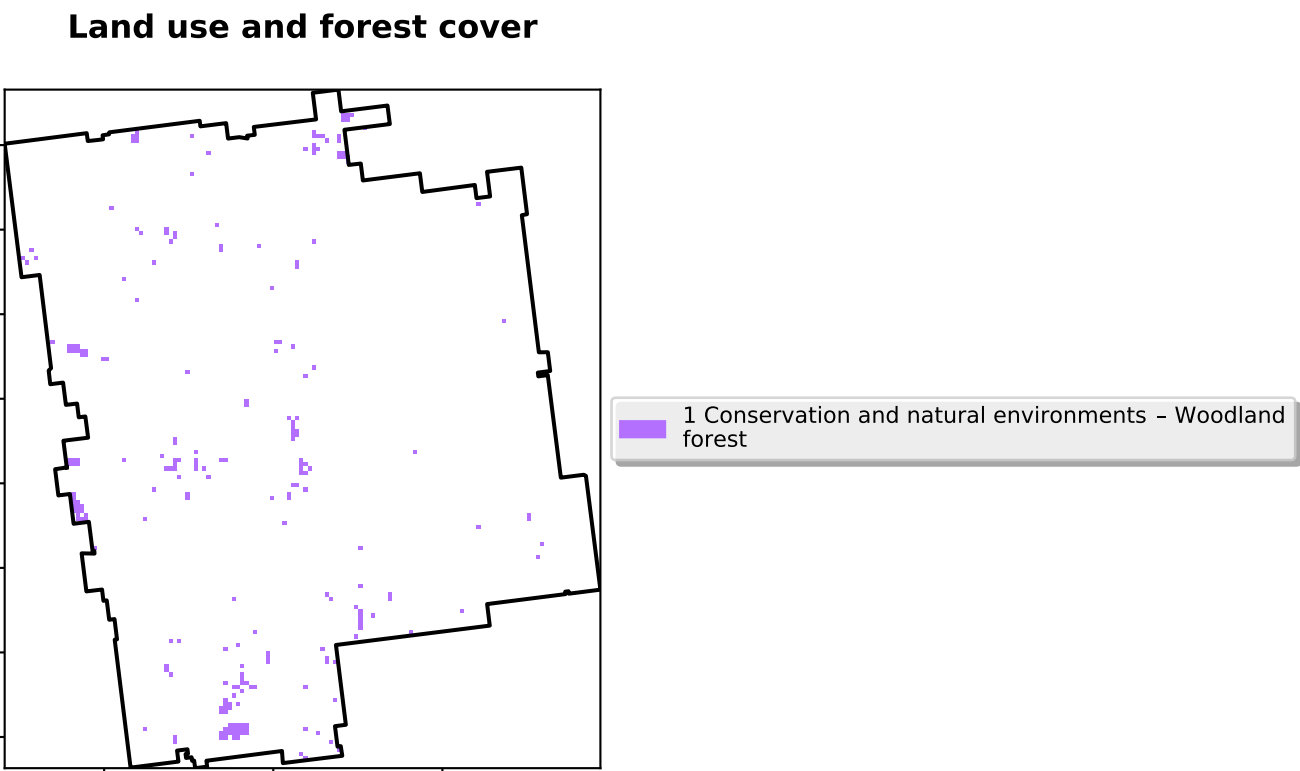 Land use and forest cover
1 Conservation and natural environments – Woodland
forest